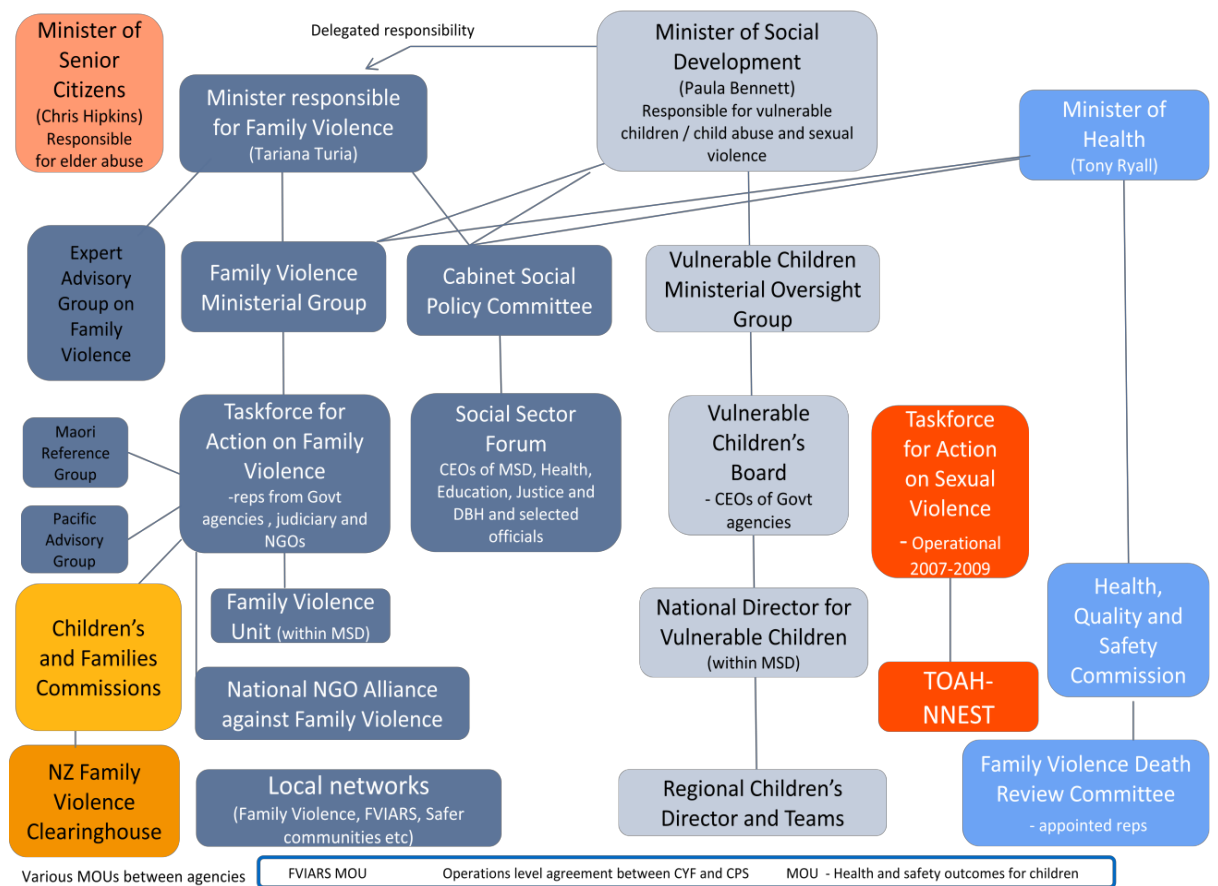 Minister of
Senior
Citizens
(Chris Hipkins)
Responsible
for elder abuse
Delegated responsibility
Minister responsible
for Family Violence
(Tariana Turia)
Minister of Social
Development
(Paula Bennett)
Responsible for vulnerable
children / child abuse and sexual
violence
Minister of
Health
(Tony Ryall)
Expert
Advisory
Group on
Family
Violence
Family Violence
Ministerial Group
Cabinet Social
Policy Committee
Vulnerable Children
Ministerial Oversight
Group
Maori
Reference
Group
Pacific
Advisory
Group
Taskforce for
Action on Family
Violence
-reps from Govt
agencies , judiciary and
NGOs
Social Sector
Forum
CEOs of MSD, Health,
Education, Justice and
DBH and selected
officials
Vulnerable
Children's
Board
- CEOs of Govt
agencies
Taskforce
for Action
on Sexual
Violence
- Operational
2007-2009
Children's
and Families
Commissions
Family Violence
Unit (within MSD)
National Director for
Vulnerable Children
(within MSD)
Health,
Quality and
Safety
Commission
National NGO Alliance
against Family Violence
TOAH-
NNEST
NZ Family
Violence
Clearinghouse
Local networks
(Family Violence, FVIARS, Safer
communities etc)
Regional Children's
Director and Teams
Family Violence Death
Review Committee
- appointed reps
Various MOUs between agencies
FVIARS MOU Operations level agreement between CYF and CPS MOU - Health and safety outcomes for children